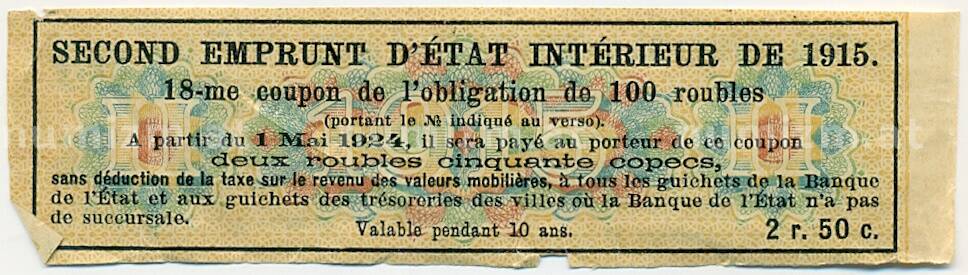 SECOND EMPRUNT D'ÉTAT INTÉRIEUR DE 1915.
18-me coupon de l'obligation de 100 roubles
(portant le № indiqué au verso).
A partir du 1 Mai 1924, il sera payé au porteur de ce coupon
deux roubles cinquante copecs,
sans déduction de la taxe sur le revenu des valeurs mobilières, à tous les guichets de la Banque
de l'État et aux guichets des trésoreries des villes où la Banque de l'État n'a pas
de succursale.
Valable pendant 10 ans.
2 r. 50 c.